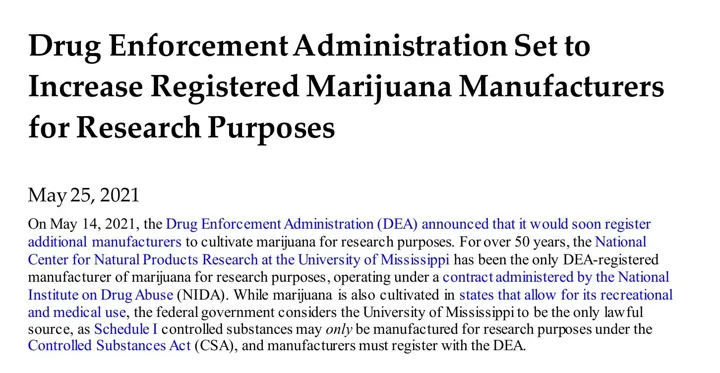 Drug Enforcement Administration Set to
Increase Registered Marijuana Manufacturers
for Research Purposes
May 25, 2021
On May 14, 2021, the Drug Enforcement Administration (DEA) announced that it would soon register
additional manufacturers to cultivate marijuana for research purposes. For over 50 years, the National
Center for Natural Products Research at the University of Mississippi has been the only DEA-registered
manufacturer of marijuana for research purposes, operating under a contract administered by the National
Institute on Drug Abuse (NIDA). While marijuana is also cultivated in states that allow for its recreational
and medical use, the federal government considers the University of Mississippi to be the only lawful
source, as Schedule I controlled substances may only be manufactured for research purposes under the
Controlled Substances Act (CSA), and manufacturers must register with the DEA.